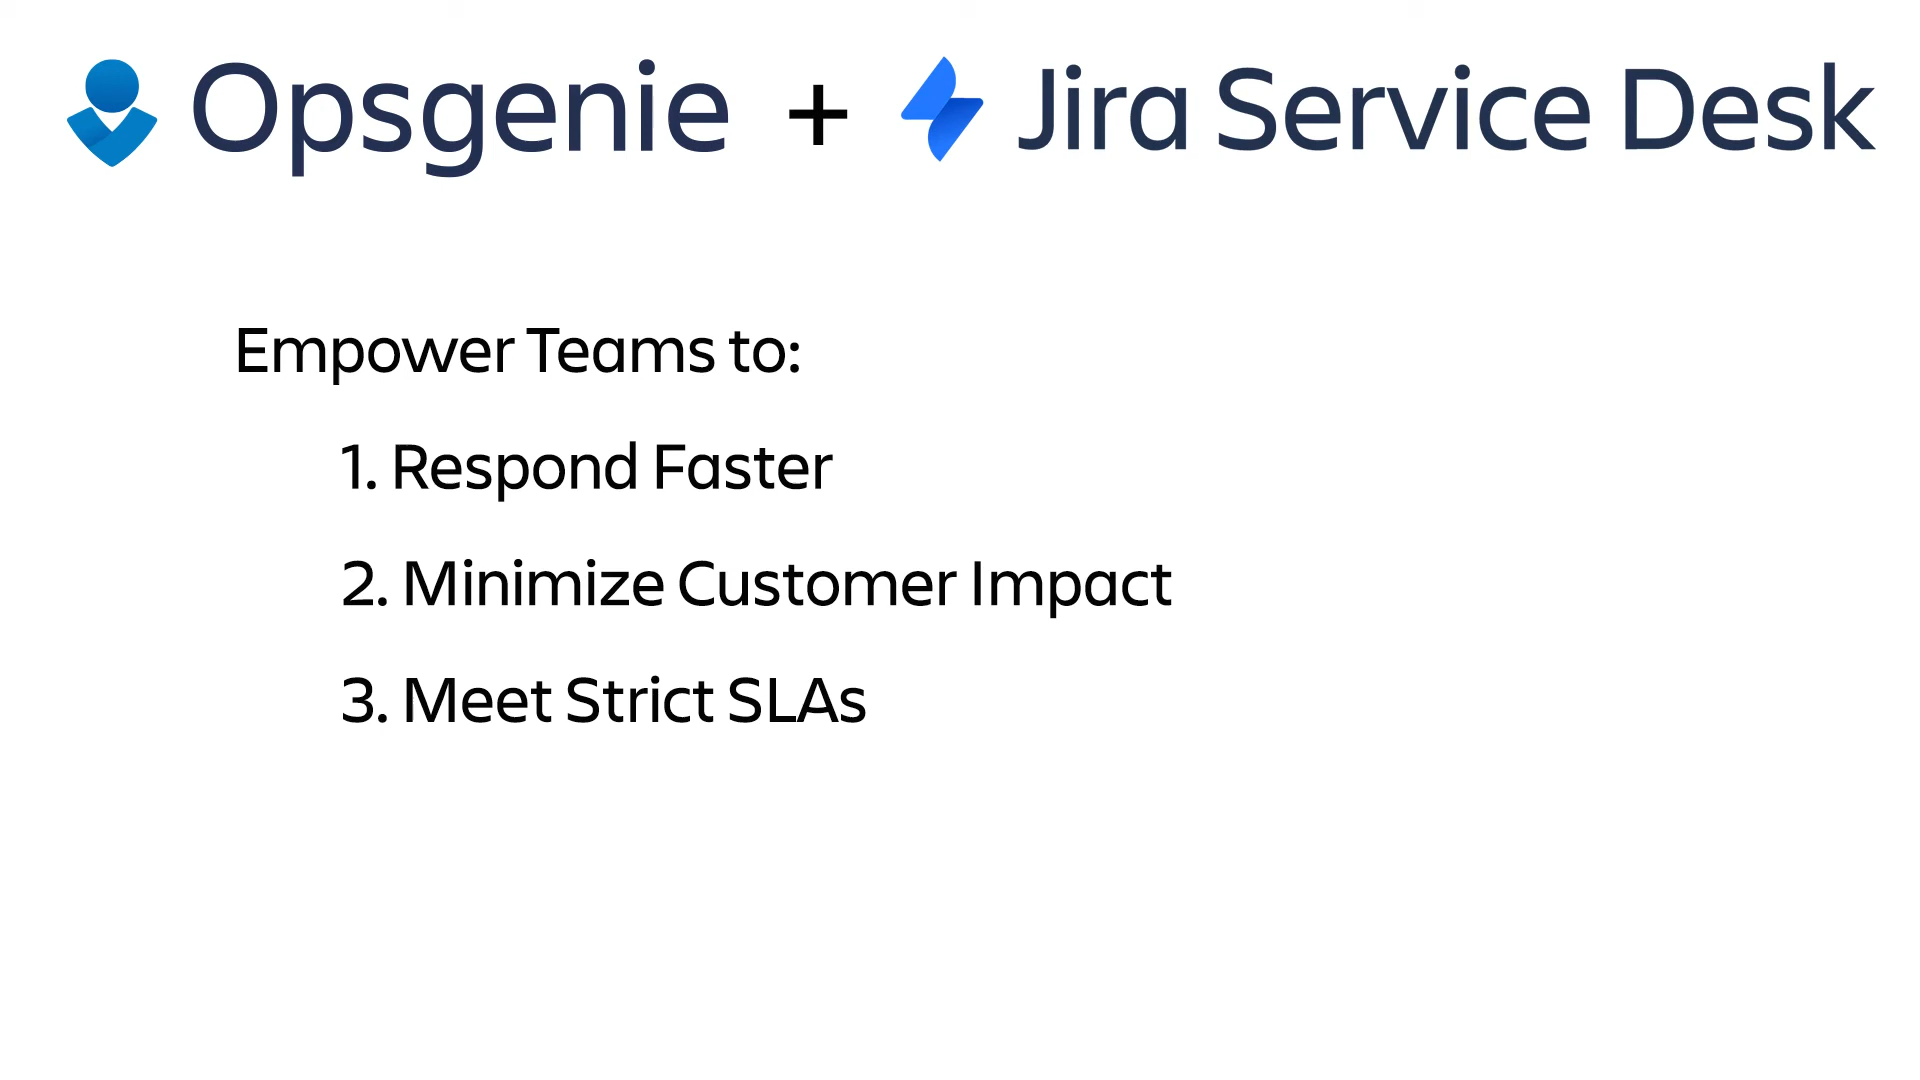 Opsgenie + Jira Service Desk
Empower Teams to:
1. Respond Faster
2. Minimize Customer Impact
3. Meet Strict SLAs